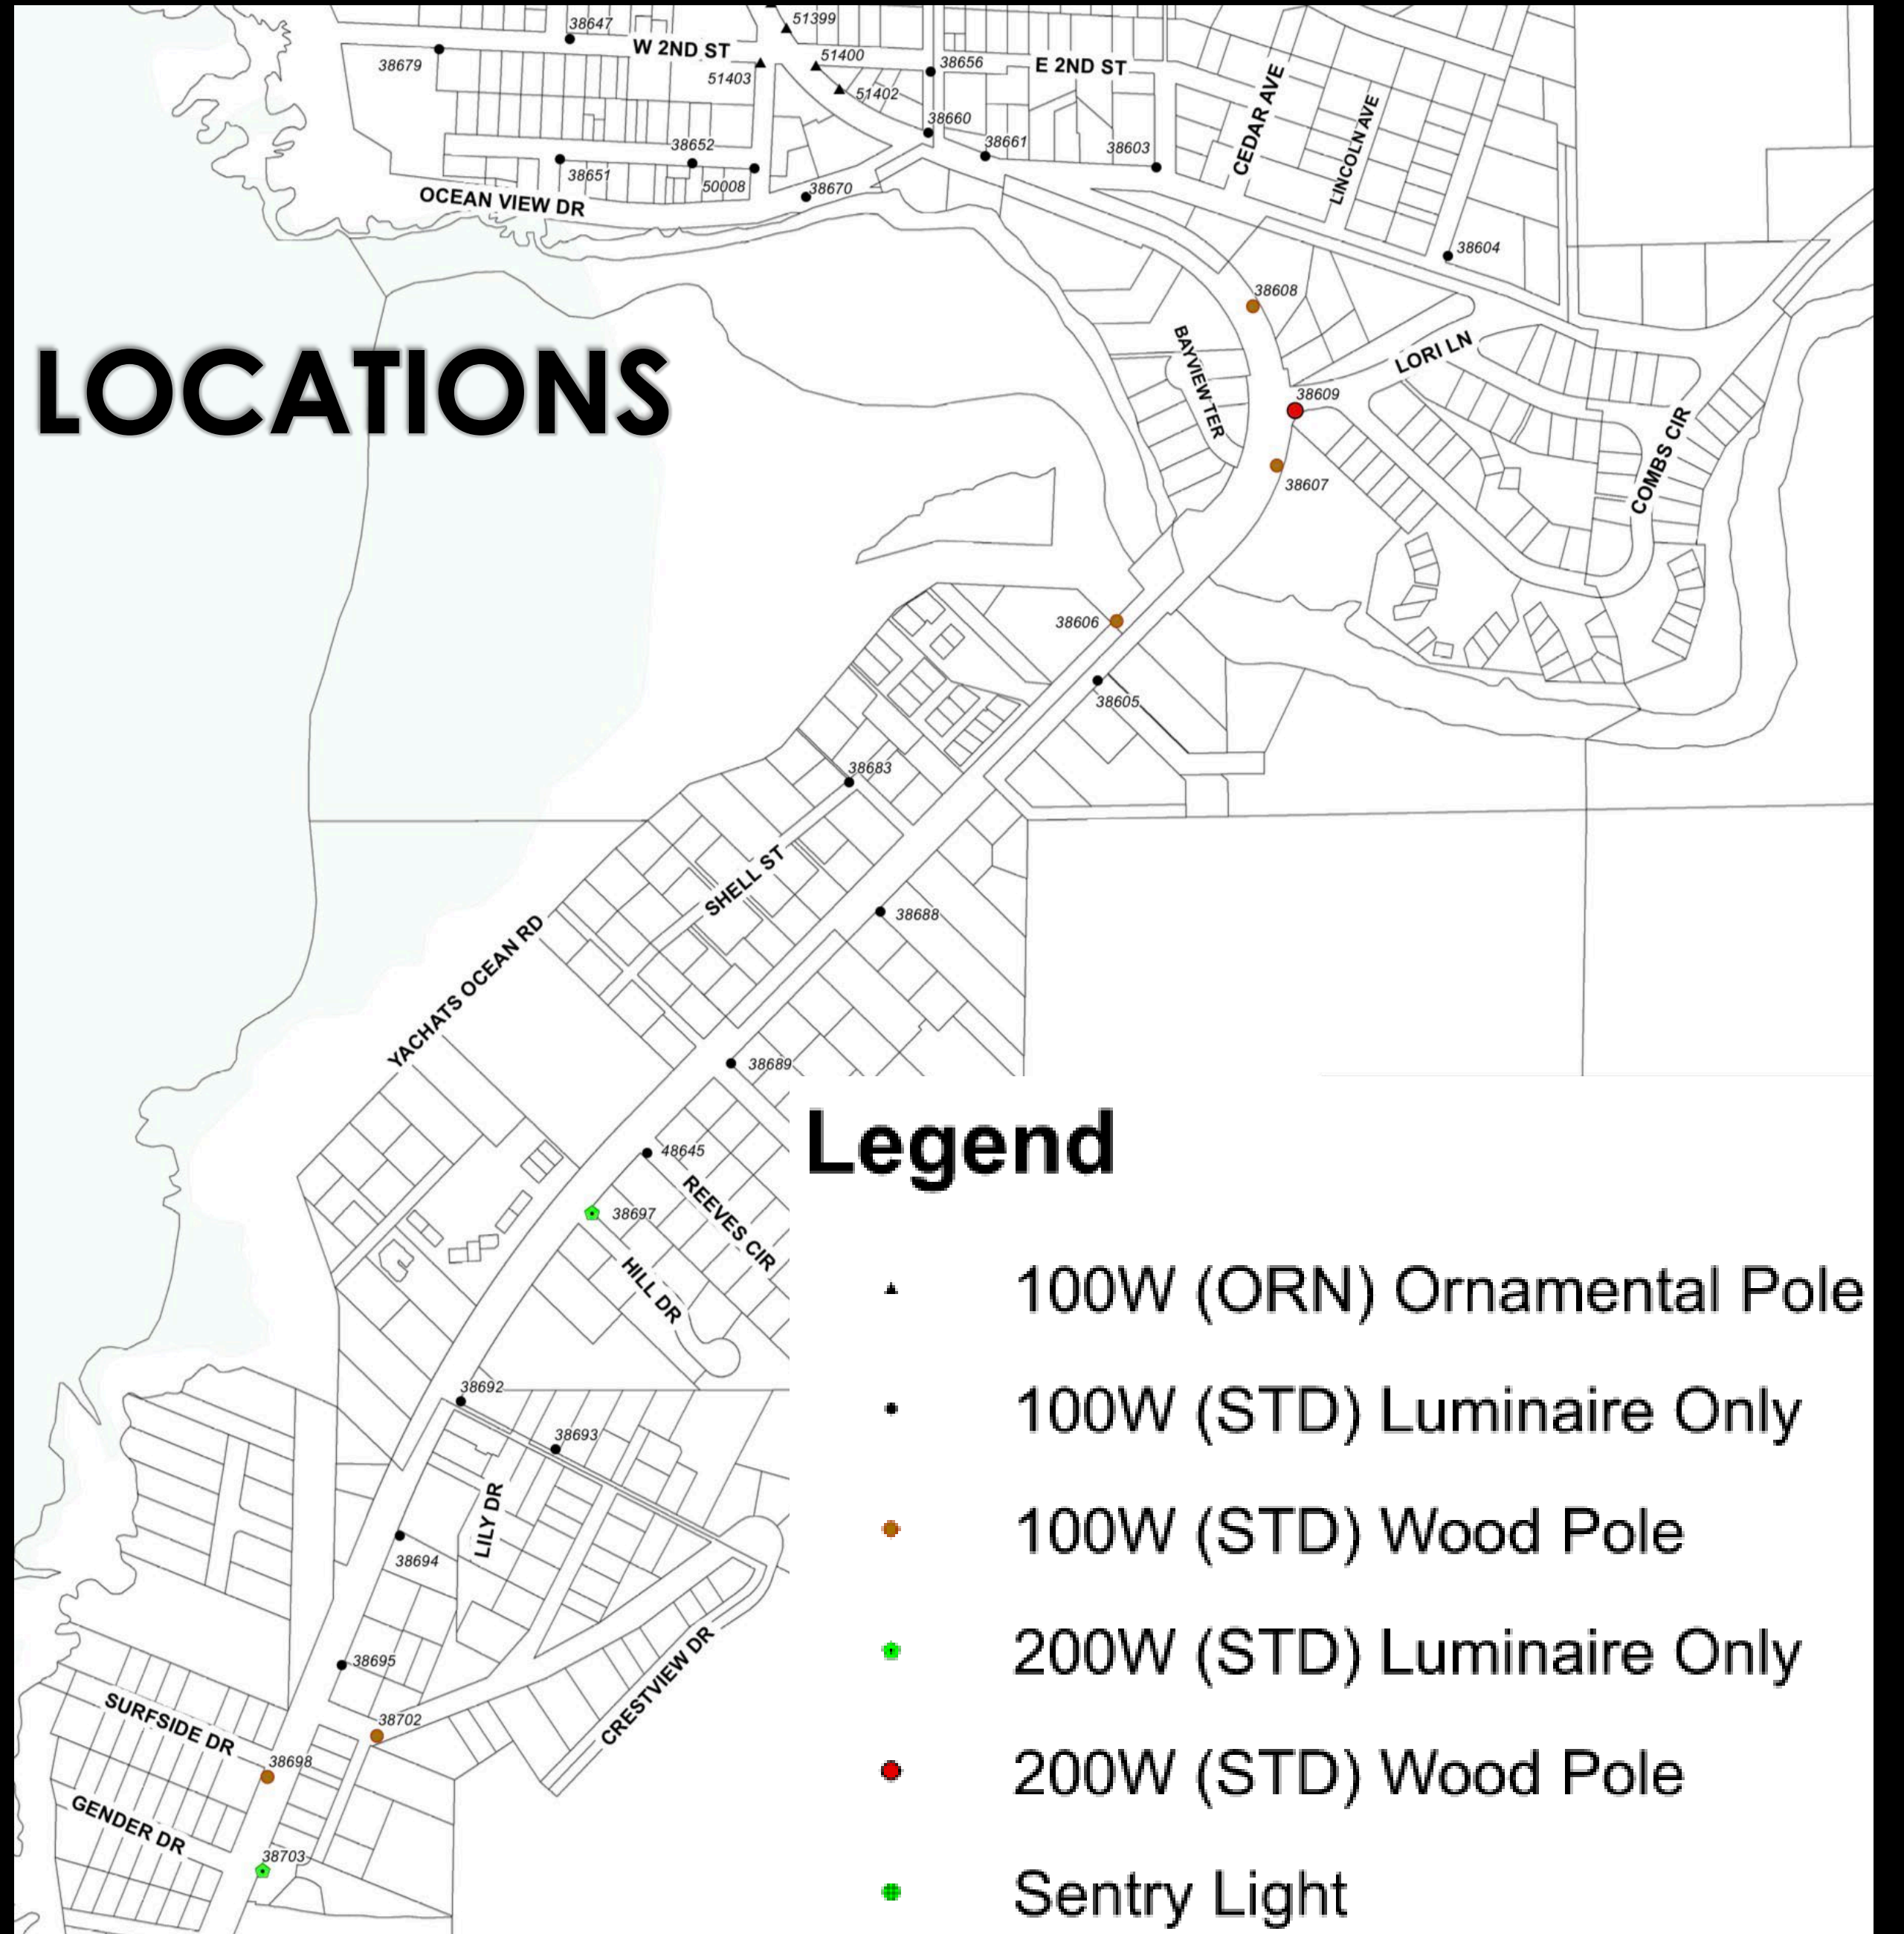 51399
38647
W 2ND ST
51400
38656
E 2ND ST
38679
51403
51402
CEDAR AVE
LINCOLN AVE
38660
38661
38603
38652
38651
50008
38670
OCEAN VIEW DR
38604
38608
BAYVIEW TER
LORI LN
LOCATIONS
38609
COMBS CIR
38607
38606
38605
38683
SHELL ST
38688
YACHATS OCEAN RD
38689
48645
REEVES CIR
38697
HILL DR
38692
38693
LILY DR
38694
38695
CRESTVIEW DR
SURFSIDE DR
38702
38698
GENDER DR
38703
Legend
100W (ORN) Ornamental Pole
100W (STD) Luminaire Only
100W (STD) Wood Pole
200W (STD) Luminaire Only
200W (STD) Wood Pole
Sentry Light